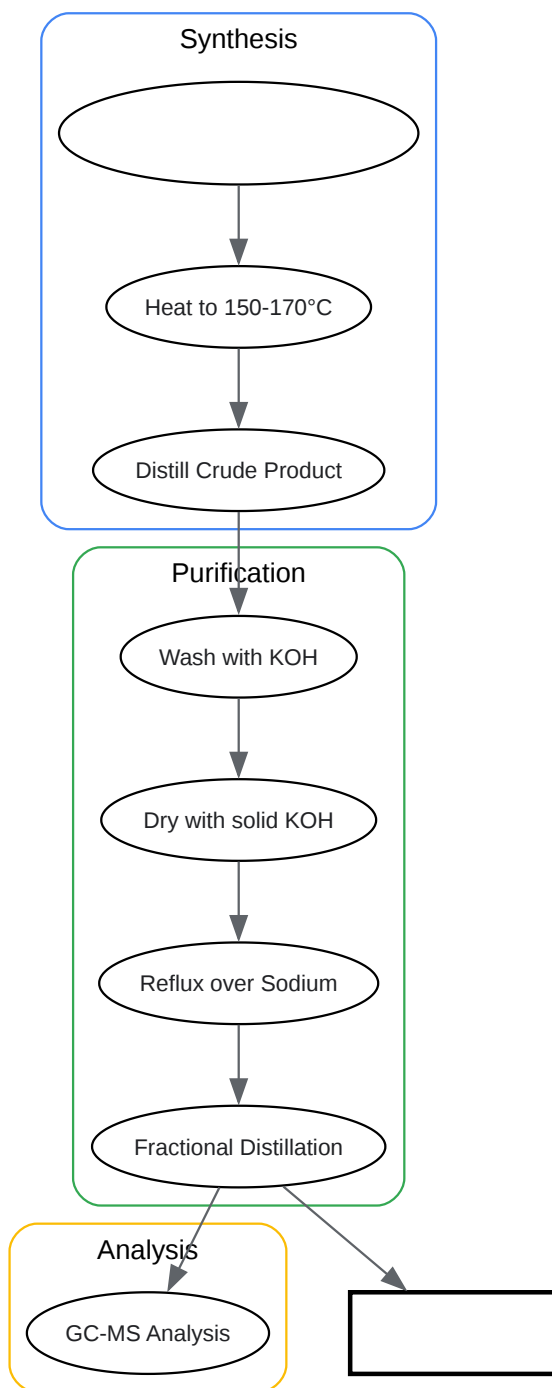 Synthesis
Heat to 150-170°C
Distill Crude Product
Purification
Wash with KOH
Dry with solid KOH
Reflux over Sodium
Fractional Distillation
Analysis
GC-MS Analysis